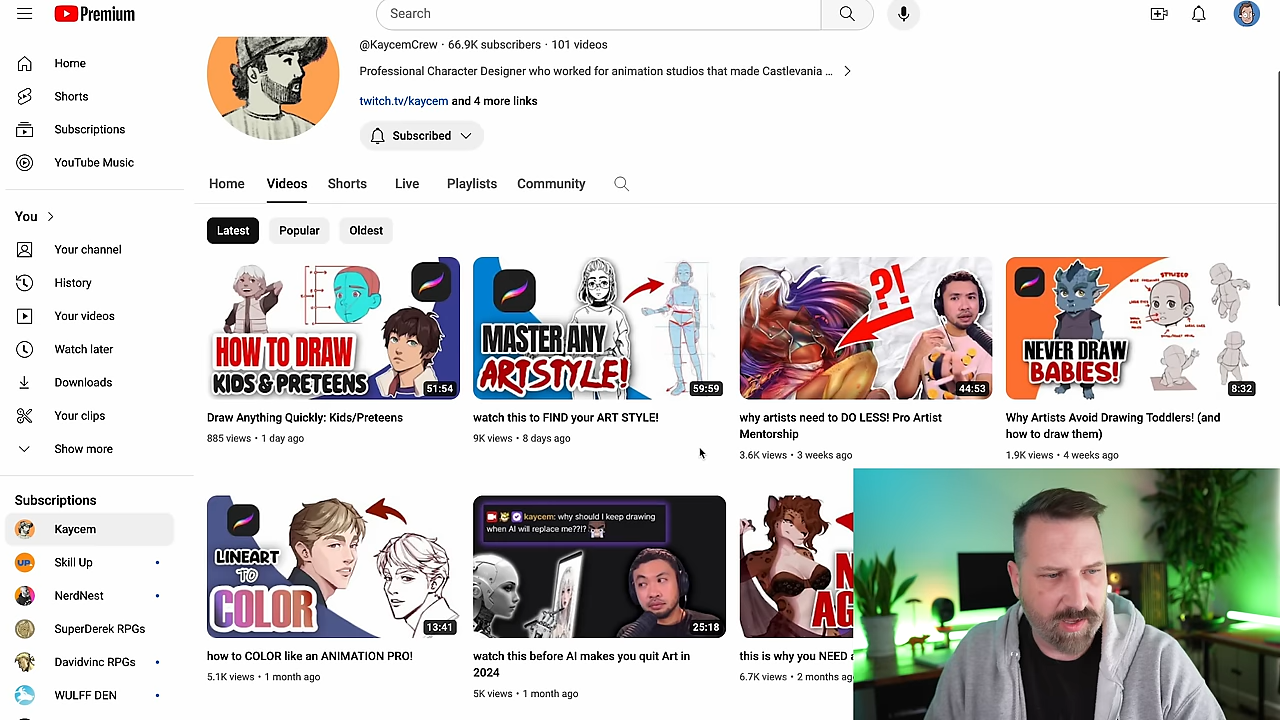 Premium
Search
@KaycemCrew · 66.9K subscribers · 101 videos
Professional Character Designer who worked for animation studios that made Castlevania ...
twitch.tv/kaycem and 4 more links
Subscribed
Home
Shorts
Subscriptions
YouTube Music
You
Your channel
History
Your videos
Watch later
Downloads
Your clips
Show more
Subscriptions
Kaycem
Skill Up
NerdNest
SuperDerek RPGs
Davidvinc RPGs
WULFF DEN
Home
Videos
Shorts
Live
Playlists
Community
Latest
Popular
Oldest
HOW TO DRAW
KIDS & PRETEENS
51:54
Draw Anything Quickly: Kids/Preteens
885 views • 1 day ago
MASTER ANY
ARTSTYLE!
59:59
watch this to FIND your ART STYLE!
9K views • 8 days ago
?!
44:53
why artists need to DO LESS! Pro Artist
Mentorship
3.6K views • 3 weeks ago
STYLIZED
NEVER DRAW
BABIES!
8:32
Why Artists Avoid Drawing Toddlers! (and
how to draw them)
1.9K views • 4 weeks ago
LINEART
TO
COLOR
13:41
how to COLOR like an ANIMATION PRO!
5.1K views • 1 month ago
kaycem: why should I keep drawing
when AI will replace me??!?
25:18
watch this before AI makes you quit Art in
2024
5K views • 1 month ago
this is why you NEED
6.7K views • 2 months ago
UP